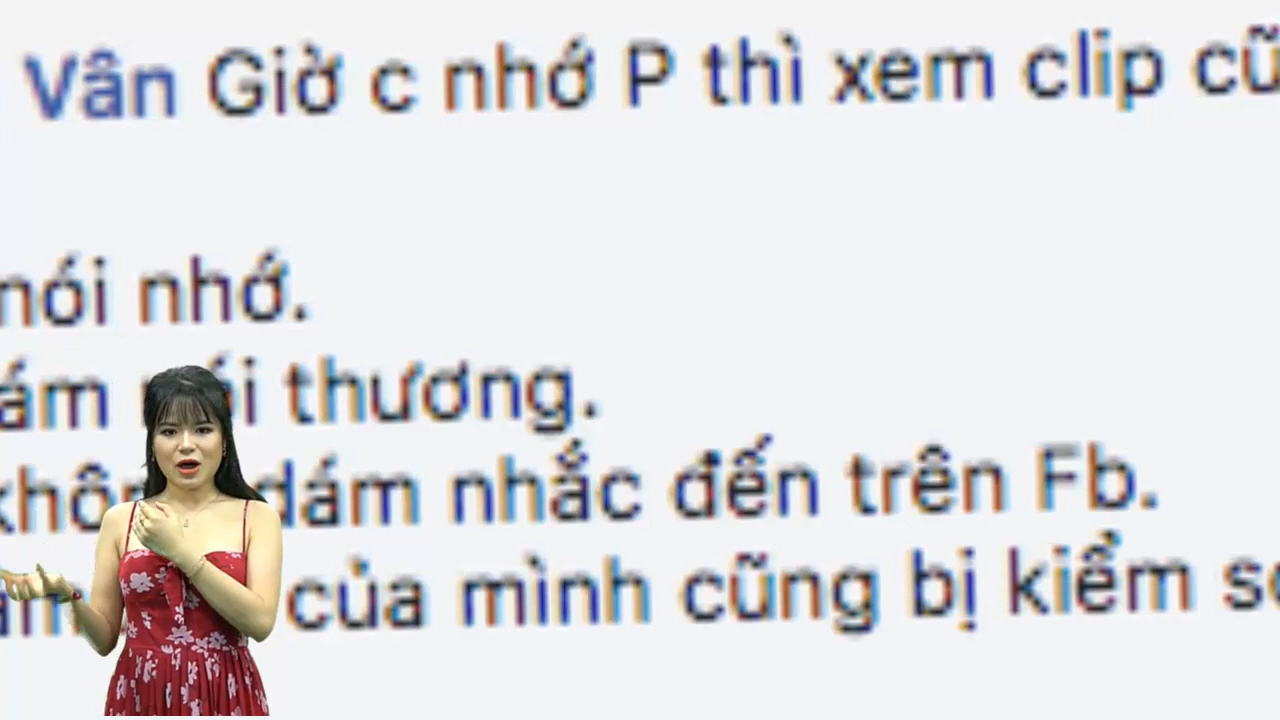 Vân Giờ c nhớ P thì xem clip cũ
nói nhớ.
thương.
dám nhắc đến trên Fb.
của mình cũng bị kiểm